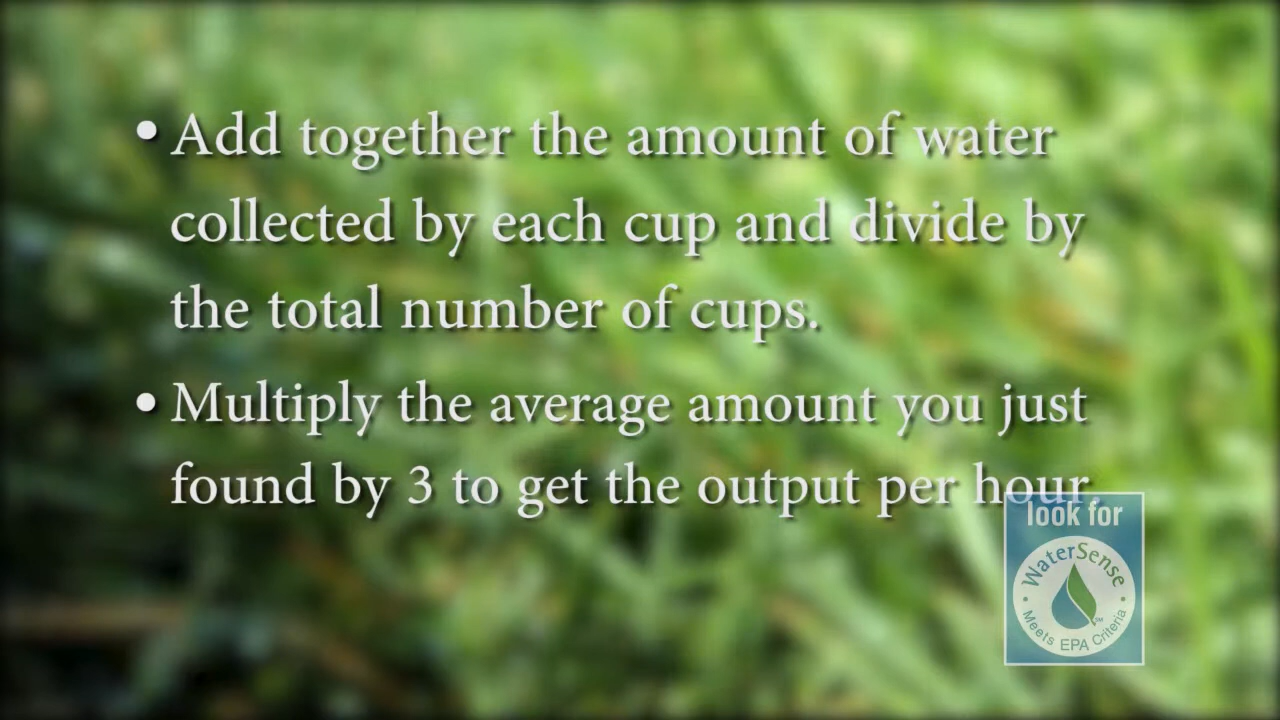 • Add together the amount of water
collected by each cup and divide by
the total number of cups.
• Multiply the average amount you just
found by 3 to get the output per hour.
look for
WaterSense
Meets EPA Criteria
TM